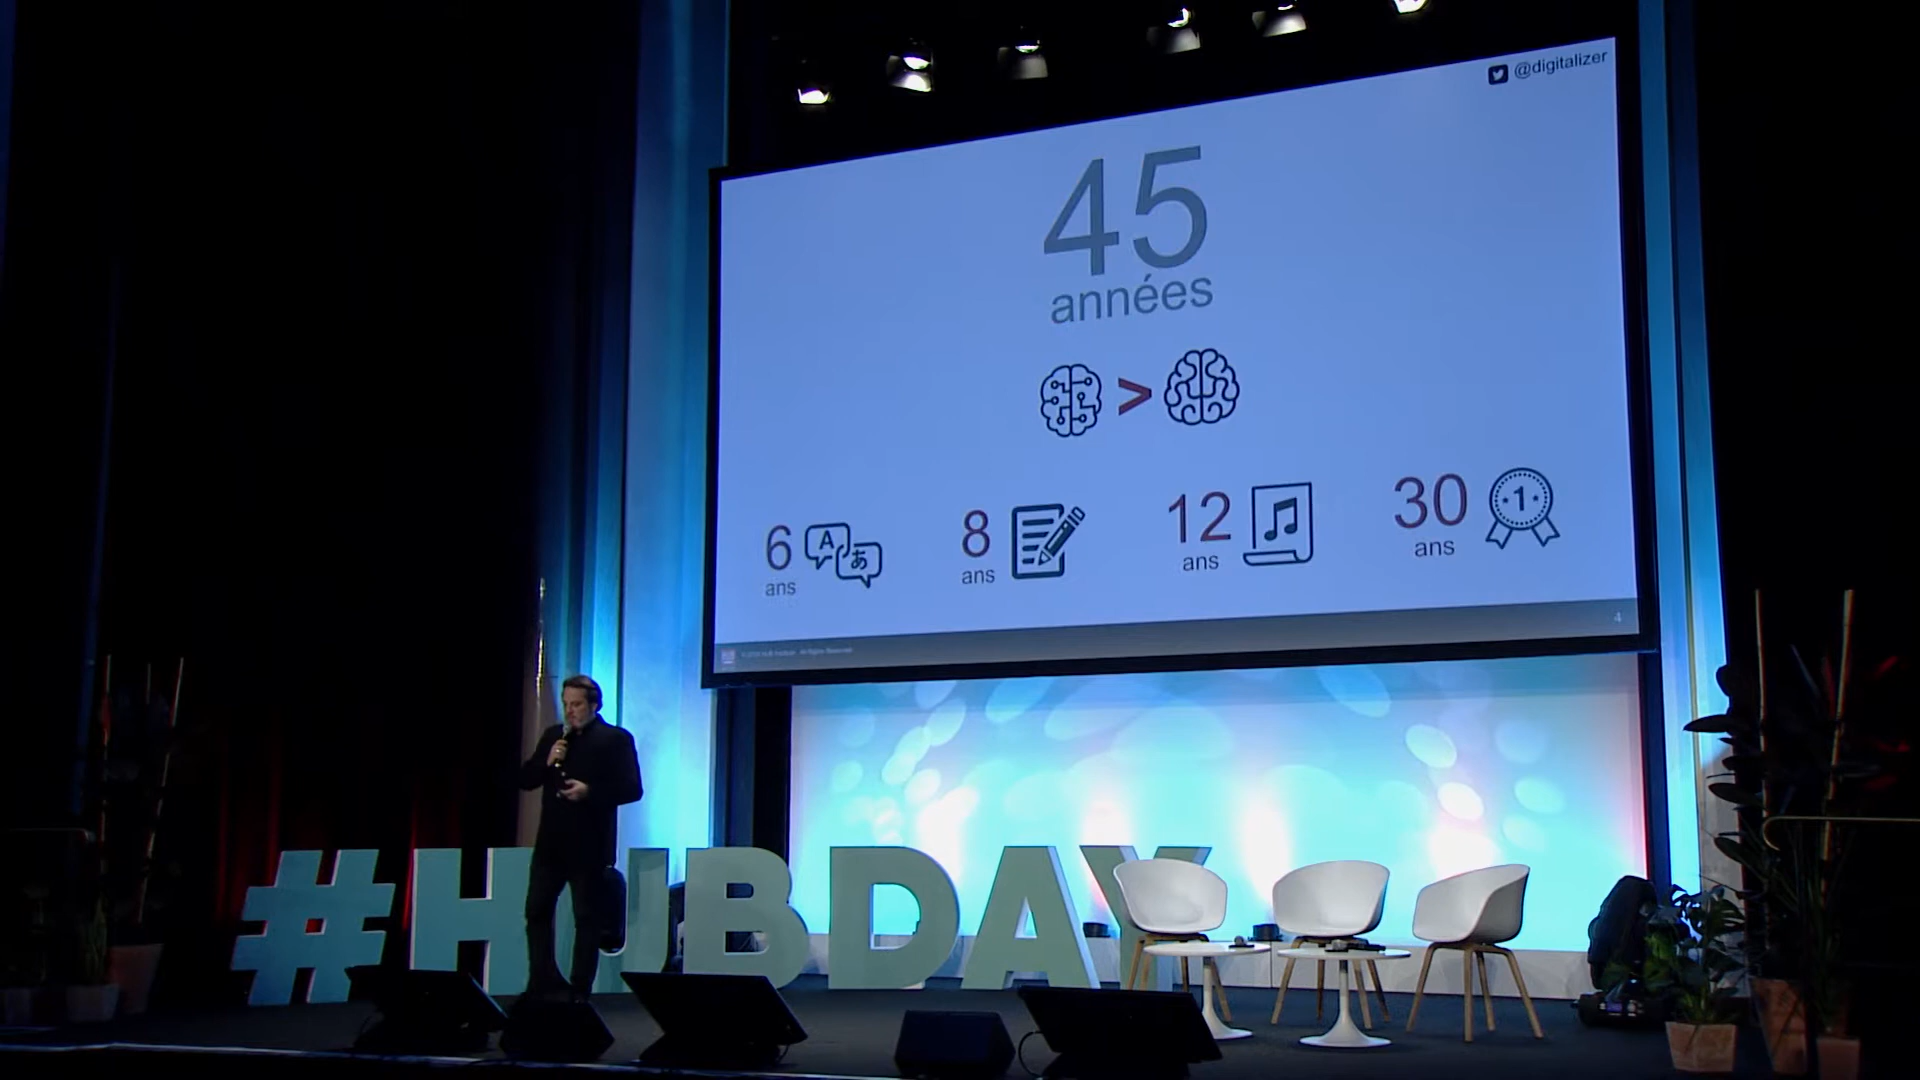 @digitalizer
45
années
>
6
ans
A
あ
8
ans
12
ans
30
ans
1
4
#HUBDAY